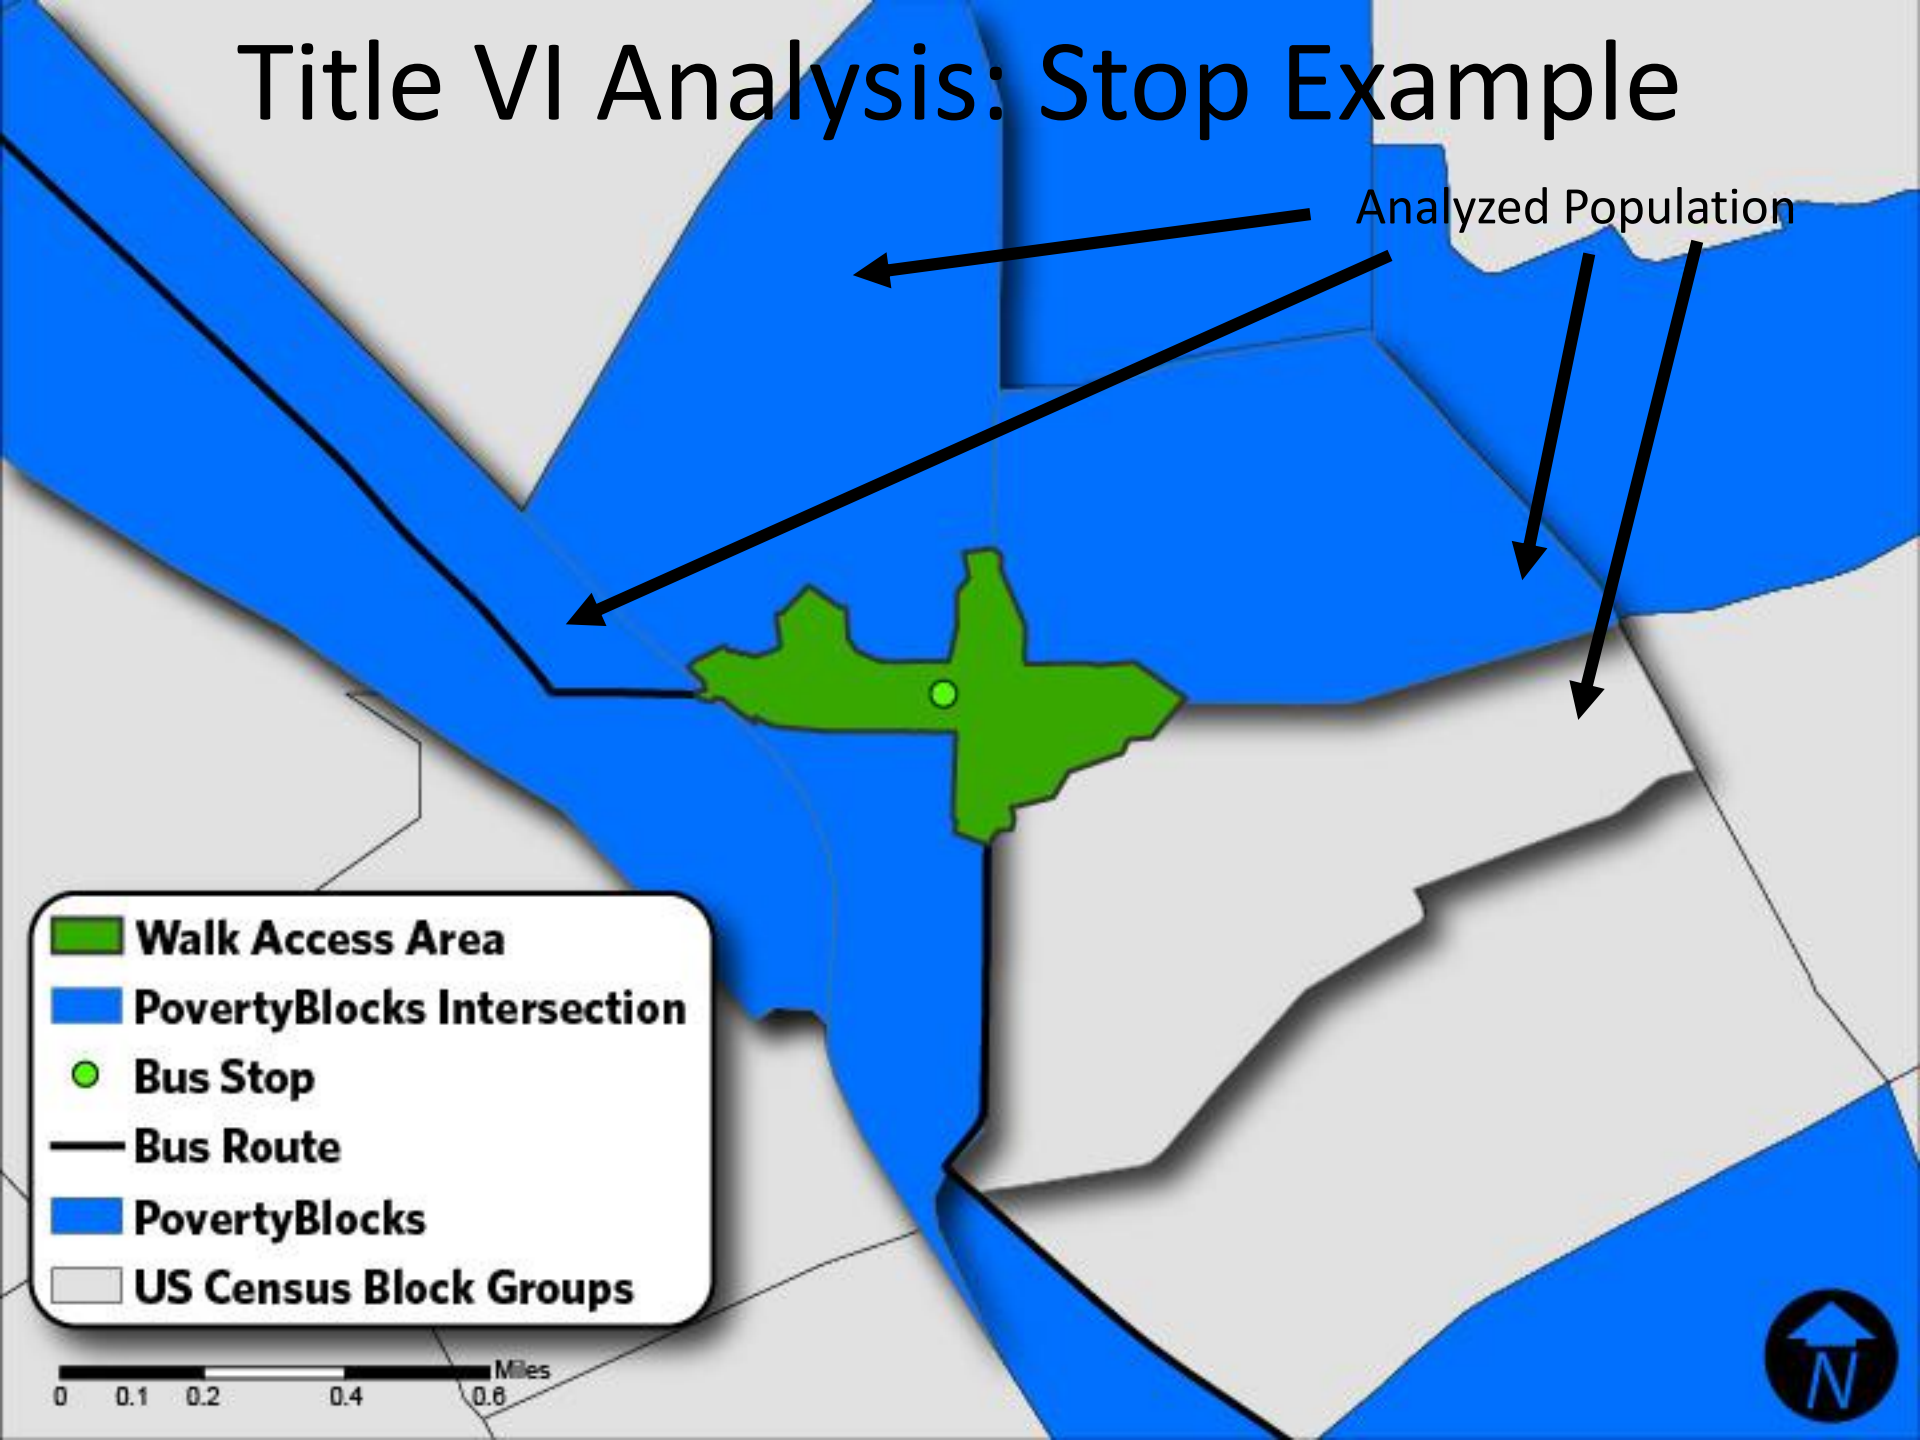 Title VI Analysis: Stop Example
Analyzed Population
Walk Access Area
PovertyBlocks Intersection
Bus Stop
Bus Route
PovertyBlocks
US Census Block Groups
Miles
0 0.1 0.2 0.4 0.6
N